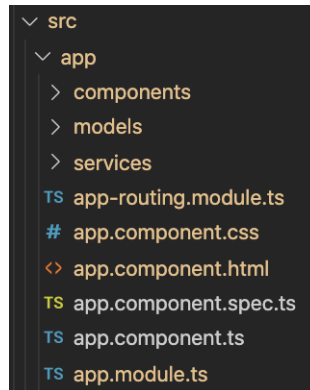 src
app
components
models
services
TS app-routing.module.ts
# app.component.css
<> app.component.html
TS app.component.spec.ts
TS app.component.ts
TS app.module.ts